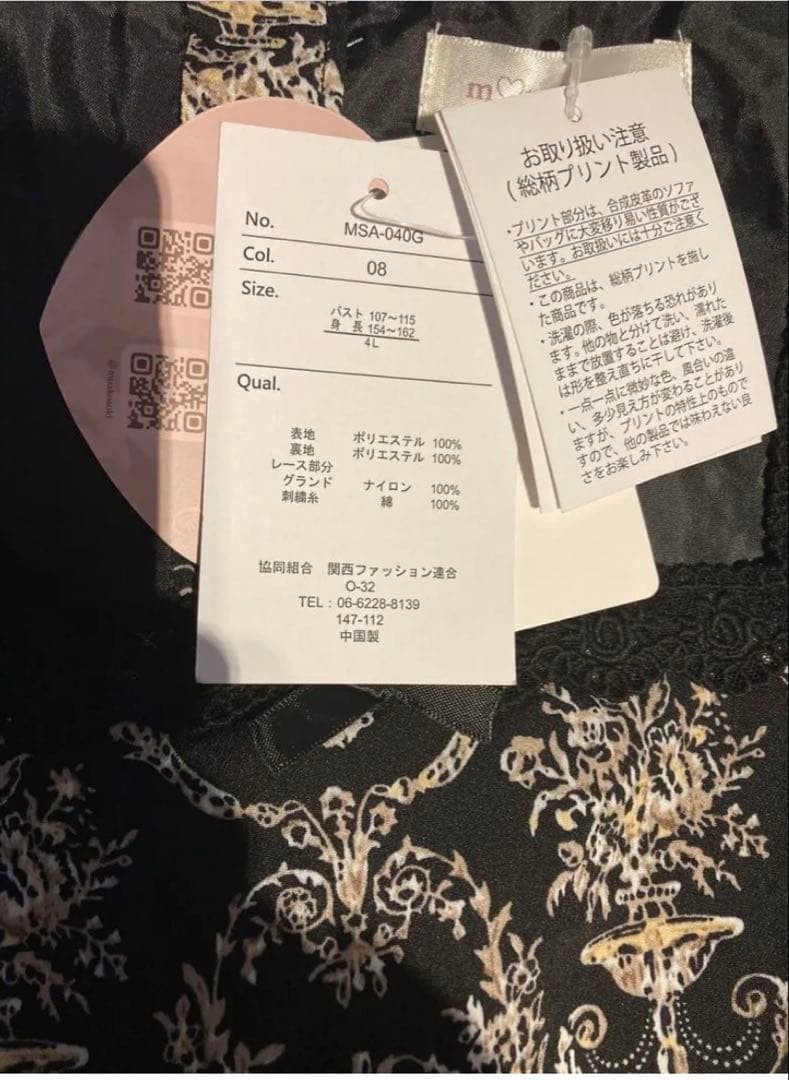 m♡
No. MSA-040G
Col. 08
Size.
バスト 107～115
身 長 154～162
4L
Qual.
表地 ポリエステル 100%
裏地 ポリエステル 100%
レース部分
グランド ナイロン 100%
刺繍糸 綿 100%
協同組合 関西ファッション連合
O-32
TEL：06-6228-8139
147-112
中国製
お取り扱い注意
(総柄プリント製品)
・プリント部分は、合成皮革のソファ
やバッグに大変移り易い性質がござ
います。お取扱いには十分ご注意く
ださい。
・この商品は、総柄プリントを施し
た商品です。
・洗濯の際、色が落ちる恐れがあり
ます。他の物と分けて洗い、濡れた
ままで放置することは避け、洗濯後
は形を整え直ちに干して下さい。
・一点一点に微妙な色、風合いの違
い、多少見え方が変わることがあり
ますが、プリントの特性上のもので
すので、他の製品では味わえない良
さをお楽しみ下さい。